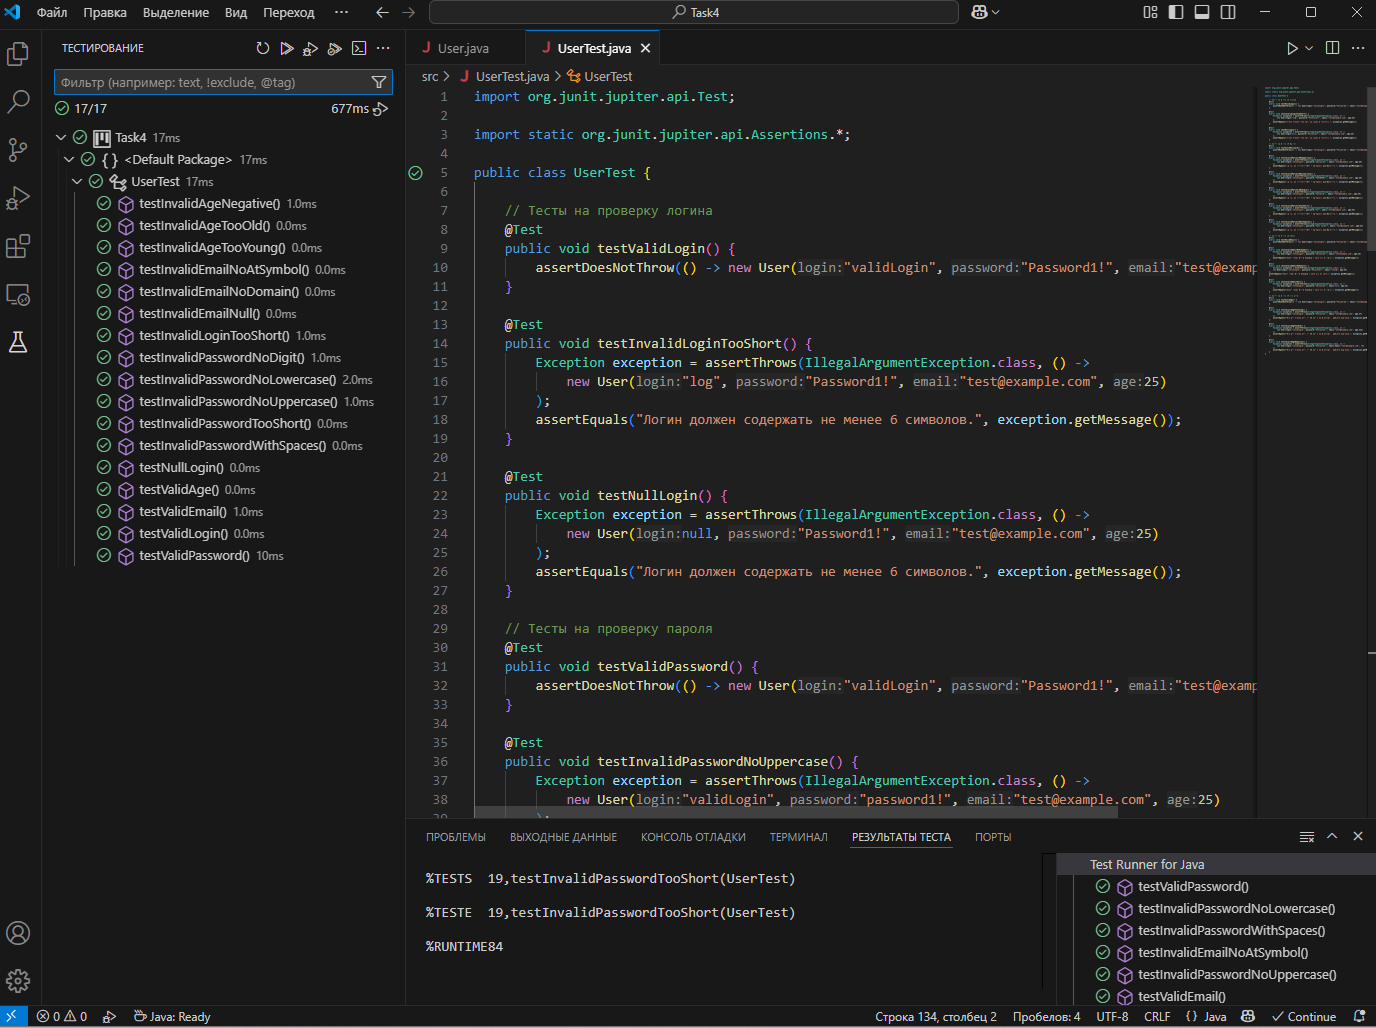 Файл Правка Выделение Вид Переход ··· Task4
ТЕСТИРОВАНИЕ
Фильтр (например: text, !exclude, @tag)
17/17 677ms
Task4 17ms
{ } <Default Package> 17ms
UserTest 17ms
testInvalidAgeNegative() 1.0ms
testInvalidAgeTooOld() 0.0ms
testInvalidAgeTooYoung() 0.0ms
testInvalidEmailNoAtSymbol() 0.0ms
testInvalidEmailNoDomain() 0.0ms
testInvalidEmailNull() 0.0ms
testInvalidLoginTooShort() 1.0ms
testInvalidPasswordNoDigit() 1.0ms
testInvalidPasswordNoLowercase() 2.0ms
testInvalidPasswordNoUppercase() 1.0ms
testInvalidPasswordTooShort() 0.0ms
testInvalidPasswordWithSpaces() 0.0ms
testNullLogin() 0.0ms
testValidAge() 0.0ms
testValidEmail() 1.0ms
testValidLogin() 0.0ms
testValidPassword() 10ms
J User.java J UserTest.java
src > J UserTest.java > UserTest
1 import org.junit.jupiter.api.Test;
2
3 import static org.junit.jupiter.api.Assertions.*;
4
5 public class UserTest {
6
7 // Тесты на проверку логина
8 @Test
9 public void testValidLogin() {
10 assertDoesNotThrow(() -> new User(login:"validLogin", password:"Password1!", email:"test@examp
11 }
12
13 @Test
14 public void testInvalidLoginTooShort() {
15 Exception exception = assertThrows(IllegalArgumentException.class, () ->
16 new User(login:"log", password:"Password1!", email:"test@example.com", age:25)
17 );
18 assertEquals("Логин должен содержать не менее 6 символов.", exception.getMessage());
19 }
20
21 @Test
22 public void testNullLogin() {
23 Exception exception = assertThrows(IllegalArgumentException.class, () ->
24 new User(login:null, password:"Password1!", email:"test@example.com", age:25)
25 );
26 assertEquals("Логин должен содержать не менее 6 символов.", exception.getMessage());
27 }
28
29 // Тесты на проверку пароля
30 @Test
31 public void testValidPassword() {
32 assertDoesNotThrow(() -> new User(login:"validLogin", password:"Password1!", email:"test@examp
33 }
34
35 @Test
36 public void testInvalidPasswordNoUppercase() {
37 Exception exception = assertThrows(IllegalArgumentException.class, () ->
38 new User(login:"validLogin", password:"password1!", email:"test@example.com", age:25)
39 );
ПРОБЛЕМЫ ВЫХОДНЫЕ ДАННЫЕ КОНСОЛЬ ОТЛАДКИ ТЕРМИНАЛ РЕЗУЛЬТАТЫ ТЕСТА ПОРТЫ
%TESTS 19,testInvalidPasswordTooShort(UserTest)
%TESTE 19,testInvalidPasswordTooShort(UserTest)
%RUNTIME84
Test Runner for Java
testValidPassword()
testInvalidPasswordNoLowercase()
testInvalidPasswordWithSpaces()
testInvalidEmailNoAtSymbol()
testInvalidPasswordNoUppercase()
testValidEmail()
0 0 Java: Ready Строка 134, столбец 2 Пробелов: 4 UTF-8 CRLF { } Java Continue